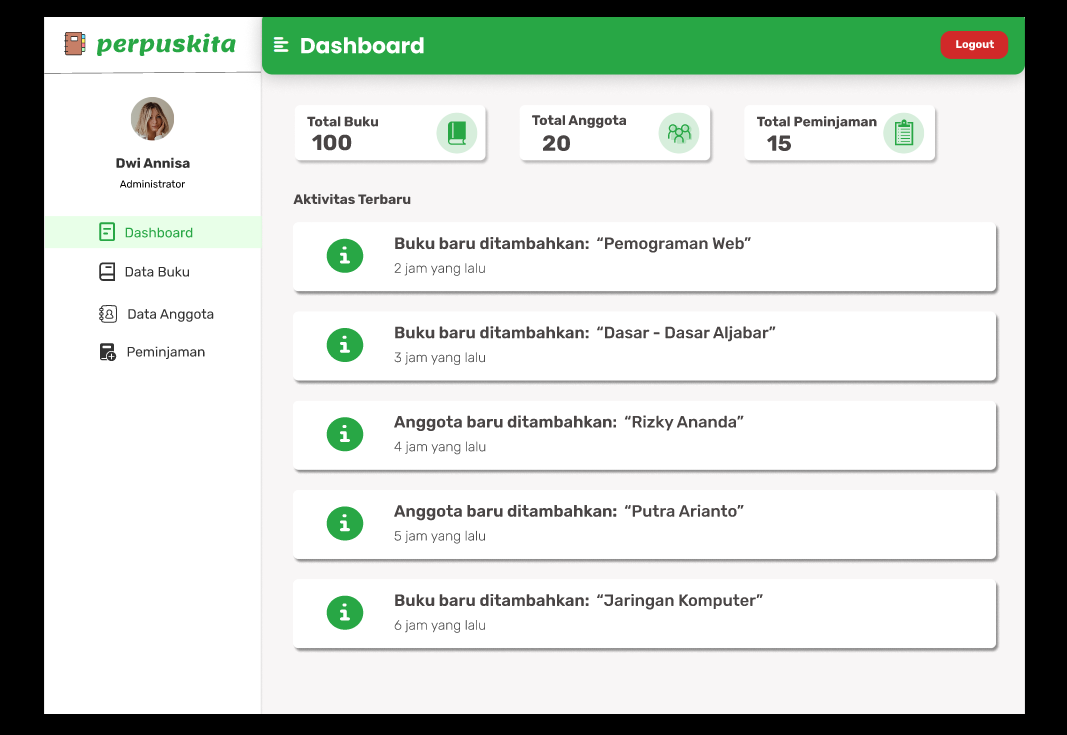 perpuskita
Dashboard
Logout
Dwi Annisa
Administrator
Dashboard
Data Buku
Data Anggota
Peminjaman
Total Buku
100
Total Anggota
20
Total Peminjaman
15
Aktivitas Terbaru
Buku baru ditambahkan: “Pemograman Web”
2 jam yang lalu
Buku baru ditambahkan: “Dasar - Dasar Aljabar”
3 jam yang lalu
Anggota baru ditambahkan: “Rizky Ananda”
4 jam yang lalu
Anggota baru ditambahkan: “Putra Arianto”
5 jam yang lalu
Buku baru ditambahkan: “Jaringan Komputer”
6 jam yang lalu